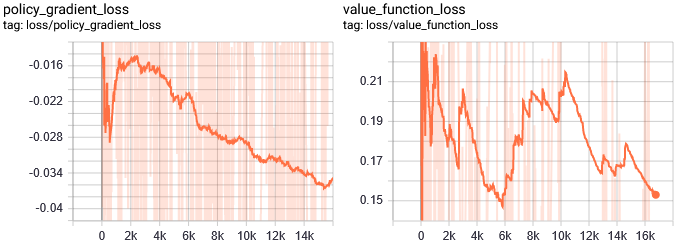 policy_gradient_loss
tag: loss/policy_gradient_loss
-0.016
-0.022
-0.028
-0.034
-0.04
0 2k 4k 6k 8k 10k 12k 14k
value_function_loss
tag: loss/value_function_loss
0.21
0.19
0.17
0.15
0 2k 4k 6k 8k 10k 12k 14k 16k